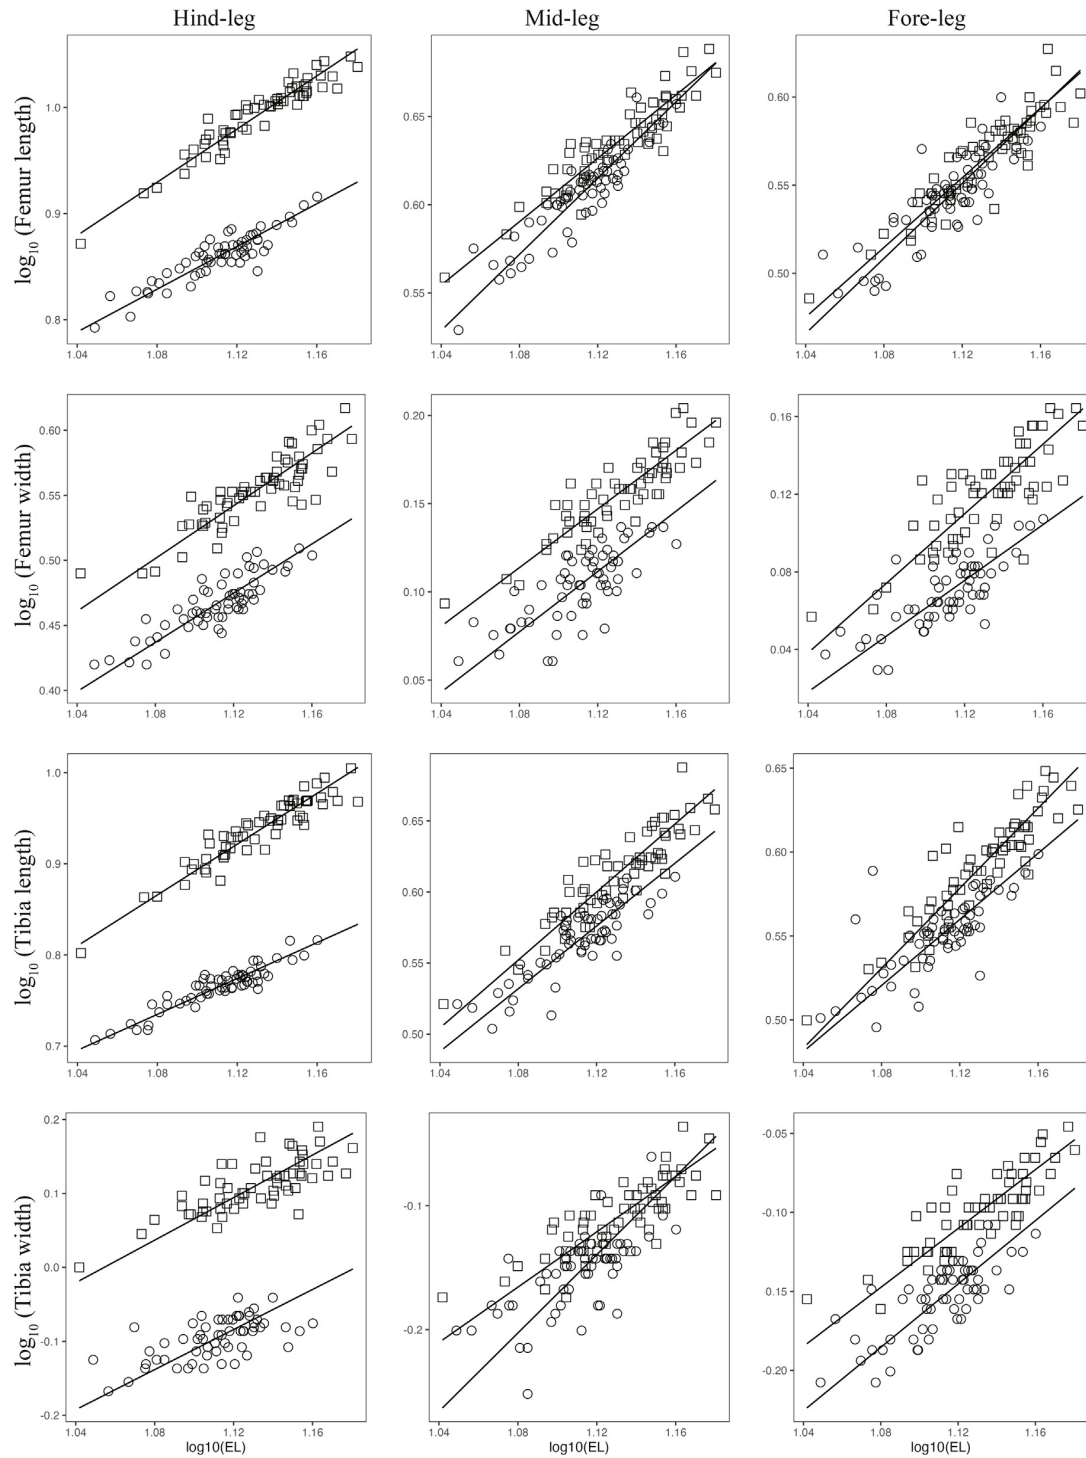 Hind-leg Mid-leg Fore-leg
log10 (Femur length)
1.0
0.9
0.8
1.04 1.08 1.12 1.16
0.65
0.60
0.55
1.04 1.08 1.12 1.16
0.60
0.55
0.50
1.04 1.08 1.12 1.16
log10 (Femur width)
0.60
0.55
0.50
0.45
0.40
1.04 1.08 1.12 1.16
0.20
0.15
0.10
0.05
1.04 1.08 1.12 1.16
0.16
0.12
0.08
0.04
1.04 1.08 1.12 1.16
log10 (Tibia length)
1.0
0.9
0.8
0.7
1.04 1.08 1.12 1.16
0.65
0.60
0.55
0.50
1.04 1.08 1.12 1.16
0.65
0.60
0.55
0.50
1.04 1.08 1.12 1.16
log10 (Tibia width)
0.2
0.1
0.0
-0.1
-0.2
1.04 1.08 1.12 1.16
log10(EL)
-0.1
-0.2
1.04 1.08 1.12 1.16
log10(EL)
-0.05
-0.10
-0.15
-0.20
1.04 1.08 1.12 1.16
log10(EL)